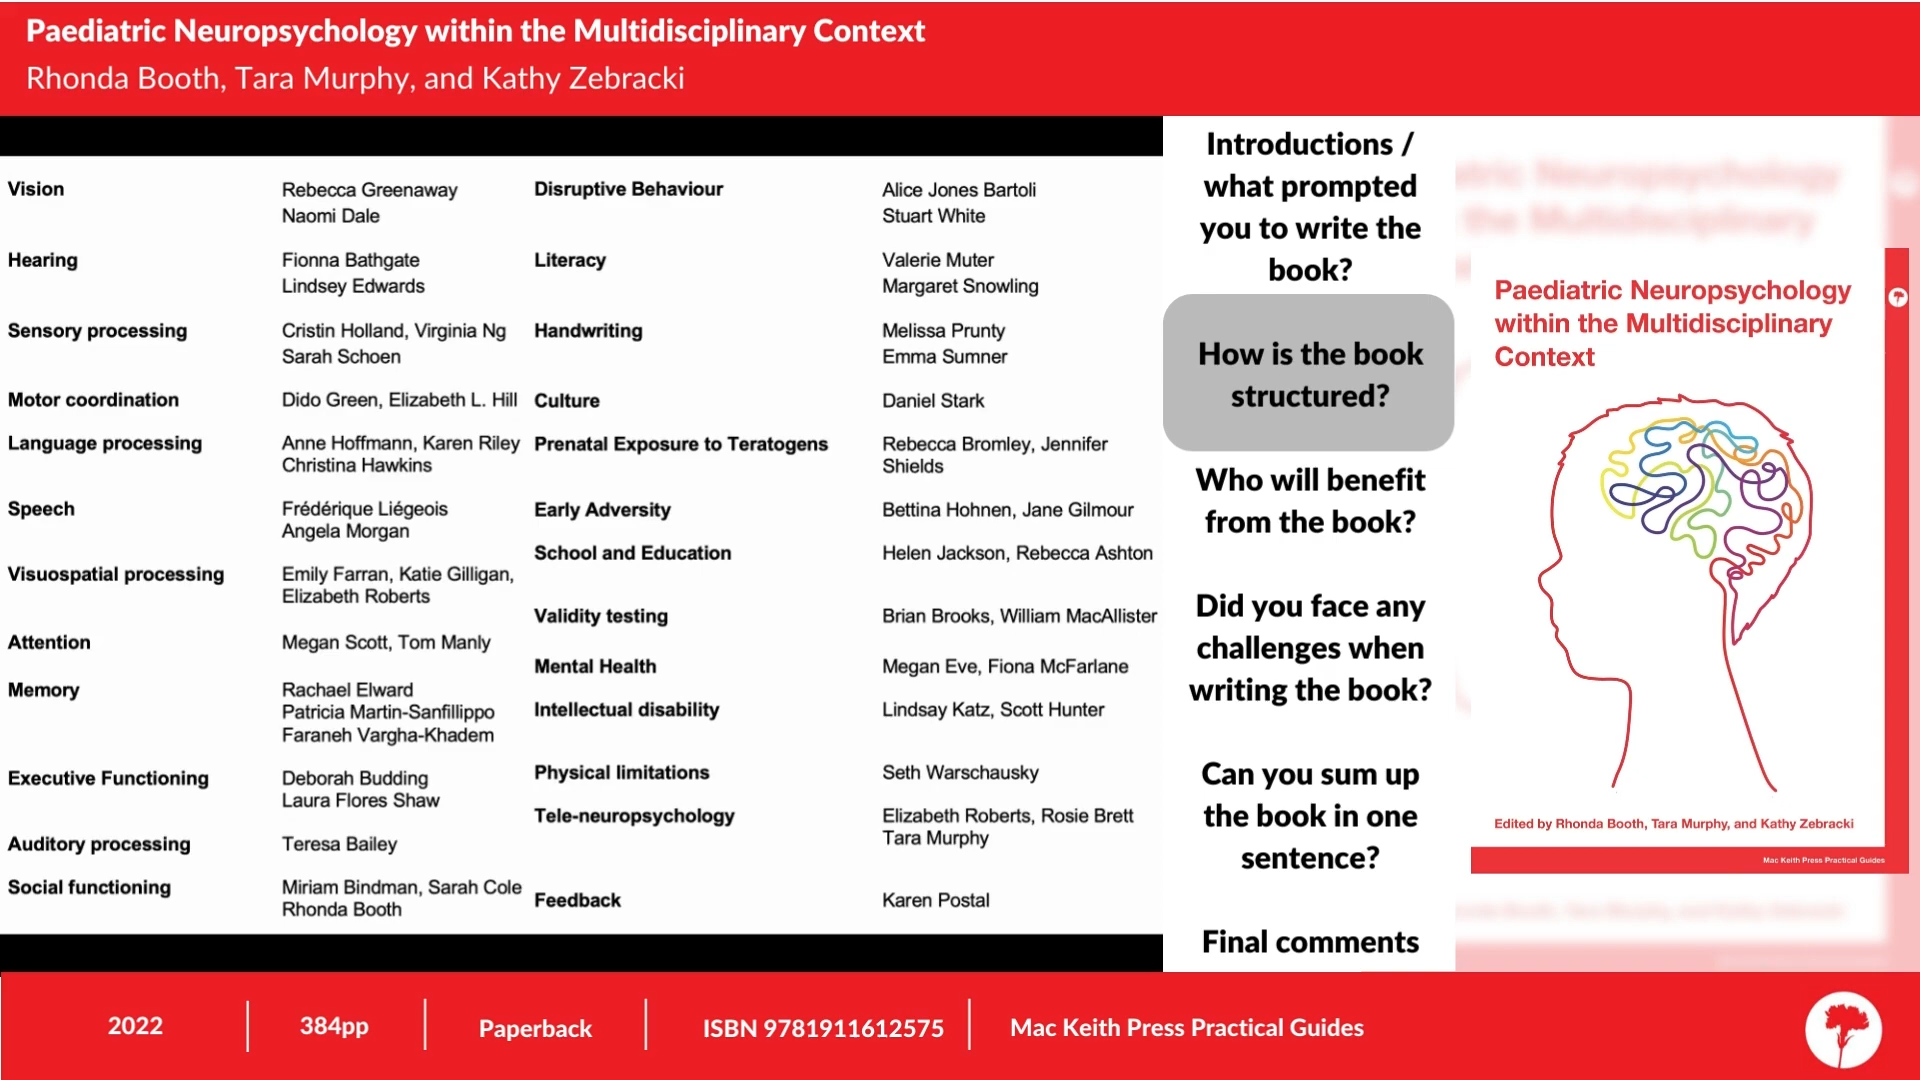 Paediatric Neuropsychology within the Multidisciplinary Context
Rhonda Booth, Tara Murphy, and Kathy Zebracki
Vision
Rebecca Greenaway
Naomi Dale
Hearing
Fionna Bathgate
Lindsey Edwards
Sensory processing
Cristin Holland, Virginia Ng
Sarah Schoen
Motor coordination
Dido Green, Elizabeth L. Hill
Language processing
Anne Hoffmann, Karen Riley
Christina Hawkins
Speech
Frédérique Liégeois
Angela Morgan
Visuospatial processing
Emily Farran, Katie Gilligan,
Elizabeth Roberts
Attention
Megan Scott, Tom Manly
Memory
Rachael Elward
Patricia Martin-Sanfillippo
Faraneh Vargha-Khadem
Executive Functioning
Deborah Budding
Laura Flores Shaw
Auditory processing
Teresa Bailey
Social functioning
Miriam Bindman, Sarah Cole
Rhonda Booth
Disruptive Behaviour
Alice Jones Bartoli
Stuart White
Literacy
Valerie Muter
Margaret Snowling
Handwriting
Melissa Prunty
Emma Sumner
Culture
Daniel Stark
Prenatal Exposure to Teratogens
Rebecca Bromley, Jennifer
Shields
Early Adversity
Bettina Hohnen, Jane Gilmour
School and Education
Helen Jackson, Rebecca Ashton
Validity testing
Brian Brooks, William MacAllister
Mental Health
Megan Eve, Fiona McFarlane
Intellectual disability
Lindsay Katz, Scott Hunter
Physical limitations
Seth Warschausky
Tele-neuropsychology
Elizabeth Roberts, Rosie Brett
Tara Murphy
Feedback
Karen Postal
Introductions /
what prompted
you to write the
book?
How is the book
structured?
Who will benefit
from the book?
Did you face any
challenges when
writing the book?
Can you sum up
the book in one
sentence?
Final comments
Paediatric Neuropsychology
within the Multidisciplinary
Context
Edited by Rhonda Booth, Tara Murphy, and Kathy Zebracki
Mac Keith Press Practical Guides
2022
384pp
Paperback
ISBN 9781911612575
Mac Keith Press Practical Guides